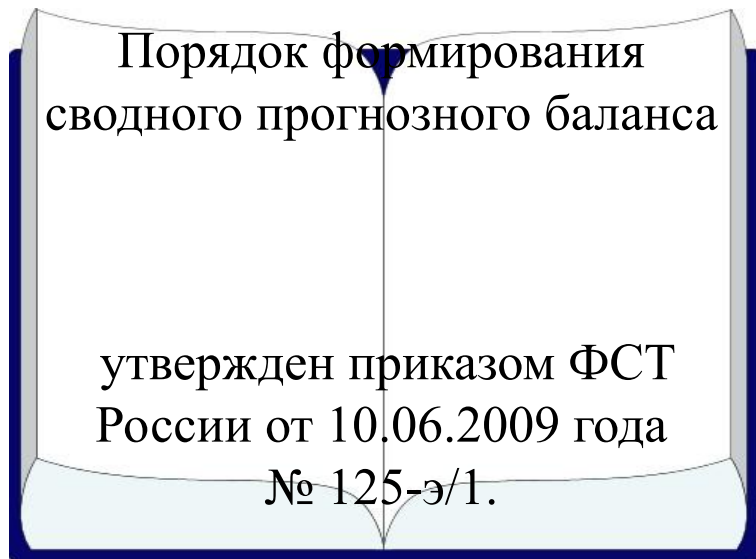 Порядок формирования
сводного прогнозного баланса
утвержден приказом ФСТ
России от 10.06.2009 года
№ 125-э/1.